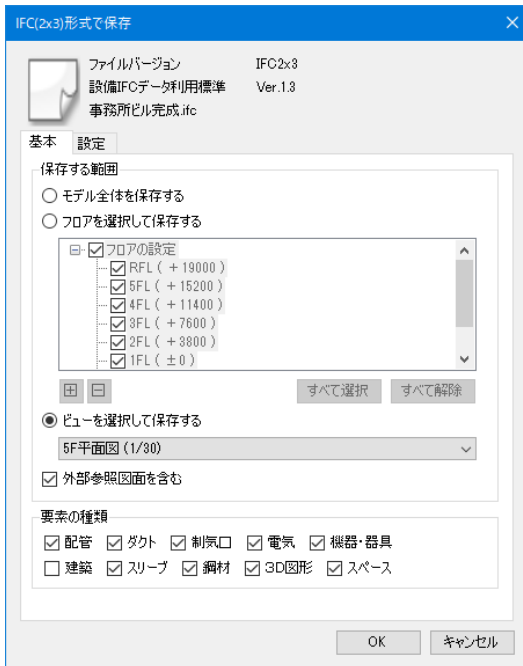 IFC(2x3)形式で保存
ファイルバージョン IFC2x3
設備IFCデータ利用標準 Ver.1.3
事務所ビル完成.ifc
基本 設定
保存する範囲
モデル全体を保存する
フロアを選択して保存する
フロアの設定
RFL ( +19000 )
5FL ( +15200 )
4FL ( +11400 )
3FL ( +7600 )
2FL ( +3800 )
1FL ( ±0 )
すべて選択 すべて解除
ビューを選択して保存する
5F平面図 (1/30)
外部参照図面を含む
要素の種類
配管 ダクト 制気口 電気 機器・器具
建築 スリーブ 鋼材 3D図形 スペース
OK キャンセル